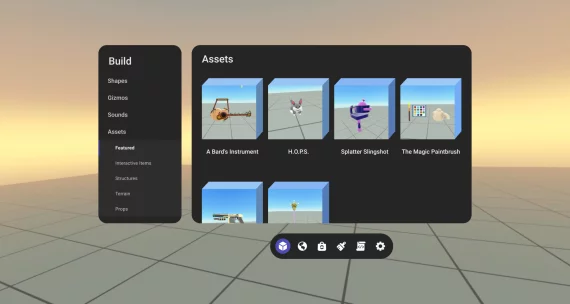 Build
Shapes
Gizmos
Sounds
Assets
Featured
Interactive Items
Structures
Terrain
Props
Assets
A Bard's Instrument
H.O.P.S.
Splatter Slingshot
The Magic Paintbrush